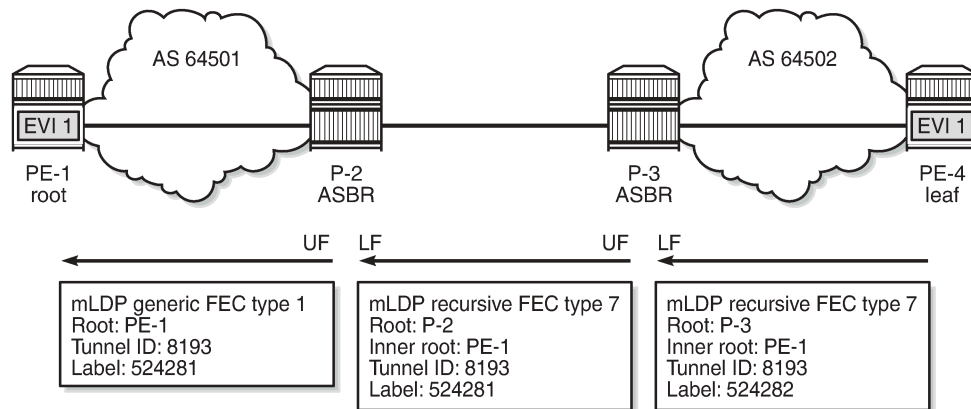 AS 64501
AS 64502
EVI 1
EVI 1
PE-1
root
P-2
ASBR
P-3
ASBR
PE-4
leaf
UF
LF
UF
LF
mLDP generic FEC type 1
Root: PE-1
Tunnel ID: 8193
Label: 524281
mLDP recursive FEC type 7
Root: P-2
Inner root: PE-1
Tunnel ID: 8193
Label: 524281
mLDP recursive FEC type 7
Root: P-3
Inner root: PE-1
Tunnel ID: 8193
Label: 524282